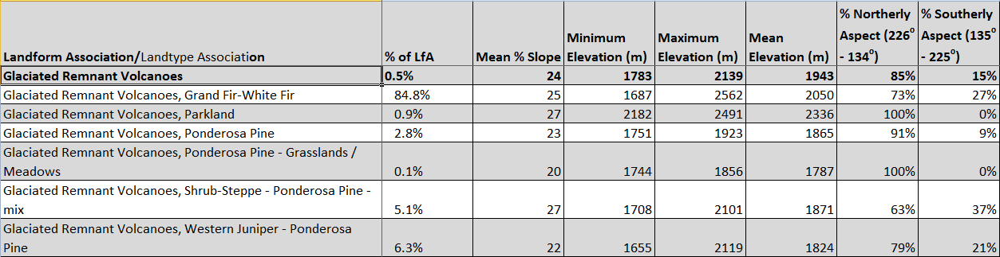 Landform Association/Landtype Association % of LfA Mean % Slope Minimum Elevation (m) Maximum Elevation (m) Mean Elevation (m) % Northerly Aspect (226º - 134º) % Southerly Aspect (135º - 225º)
Glaciated Remnant Volcanoes 0.5% 24 1783 2139 1943 85% 15%
Glaciated Remnant Volcanoes, Grand Fir-White Fir 84.8% 25 1687 2562 2050 73% 27%
Glaciated Remnant Volcanoes, Parkland 0.9% 27 2182 2491 2336 100% 0%
Glaciated Remnant Volcanoes, Ponderosa Pine 2.8% 23 1751 1923 1865 91% 9%
Glaciated Remnant Volcanoes, Ponderosa Pine - Grasslands /
Meadows 0.1% 20 1744 1856 1787 100% 0%
Glaciated Remnant Volcanoes, Shrub-Steppe - Ponderosa Pine -
mix 5.1% 27 1708 2101 1871 63% 37%
Glaciated Remnant Volcanoes, Western Juniper - Ponderosa
Pine 6.3% 22 1655 2119 1824 79% 21%